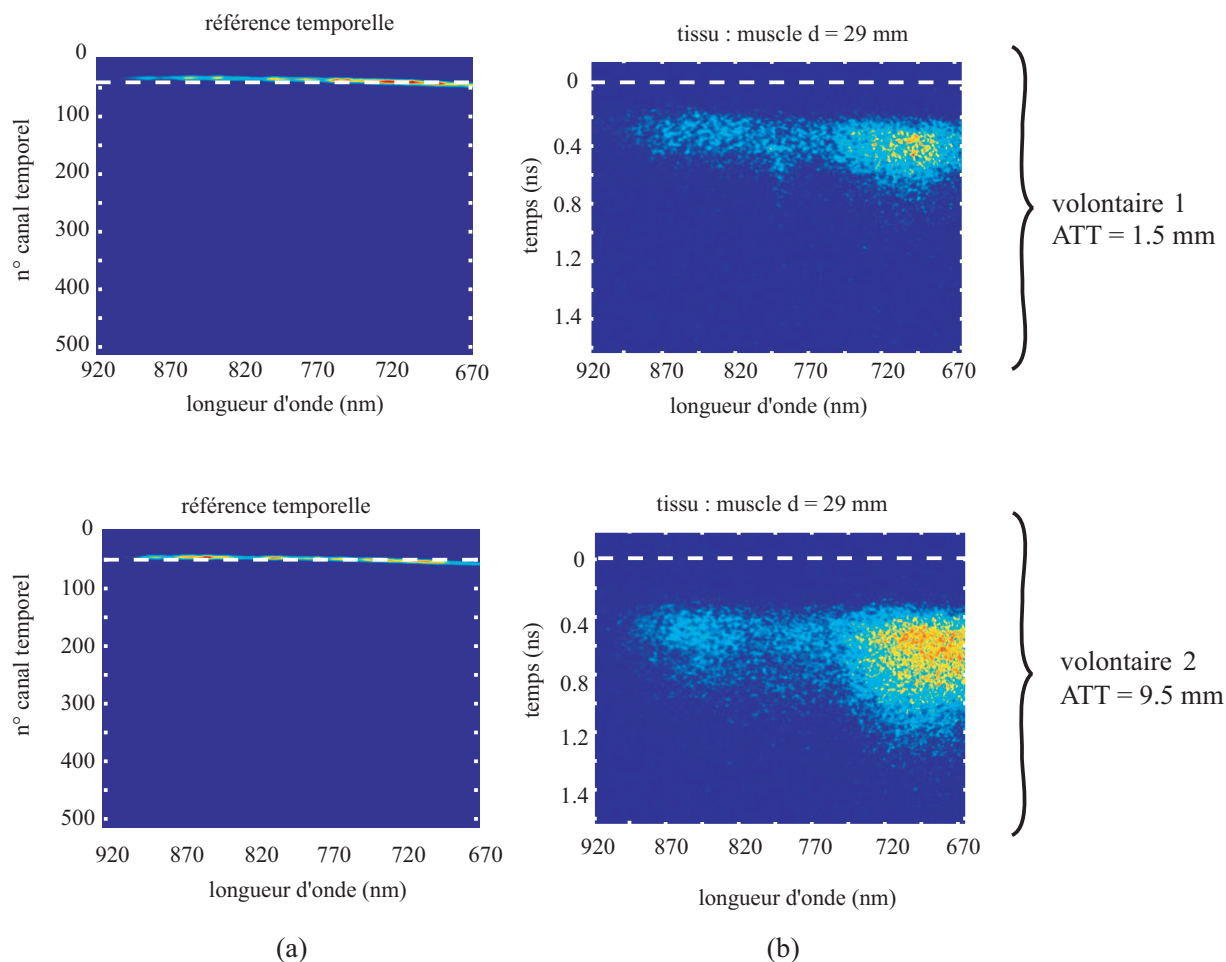 référence temporelle
0
100
200
300
400
500
n° canal temporel
920 870 820 770 720 670
longueur d'onde (nm)
tissu : muscle d = 29 mm
0
0.4
0.8
1.2
1.4
temps (ns)
920 870 820 770 720 670
longueur d'onde (nm)
volontaire 1
ATT = 1.5 mm
référence temporelle
0
100
200
300
400
500
n° canal temporel
920 870 820 770 720 670
longueur d'onde (nm)
tissu : muscle d = 29 mm
0
0.4
0.8
1.2
1.4
temps (ns)
920 870 820 770 720 670
longueur d'onde (nm)
volontaire 2
ATT = 9.5 mm
(a)
(b)